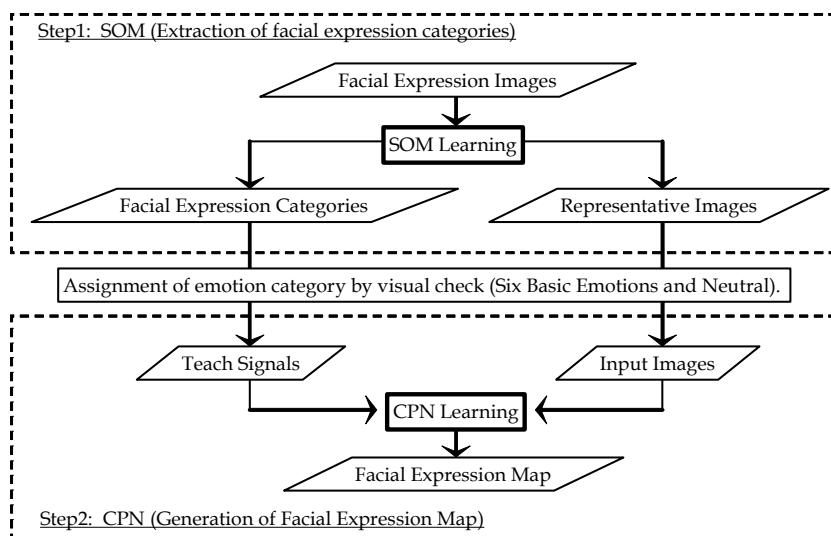 Step1: SOM (Extraction of facial expression categories)
Facial Expression Images
SOM Learning
Facial Expression Categories
Representative Images
Assignment of emotion category by visual check (Six Basic Emotions and Neutral).
Teach Signals
Input Images
CPN Learning
Facial Expression Map
Step2: CPN (Generation of Facial Expression Map)